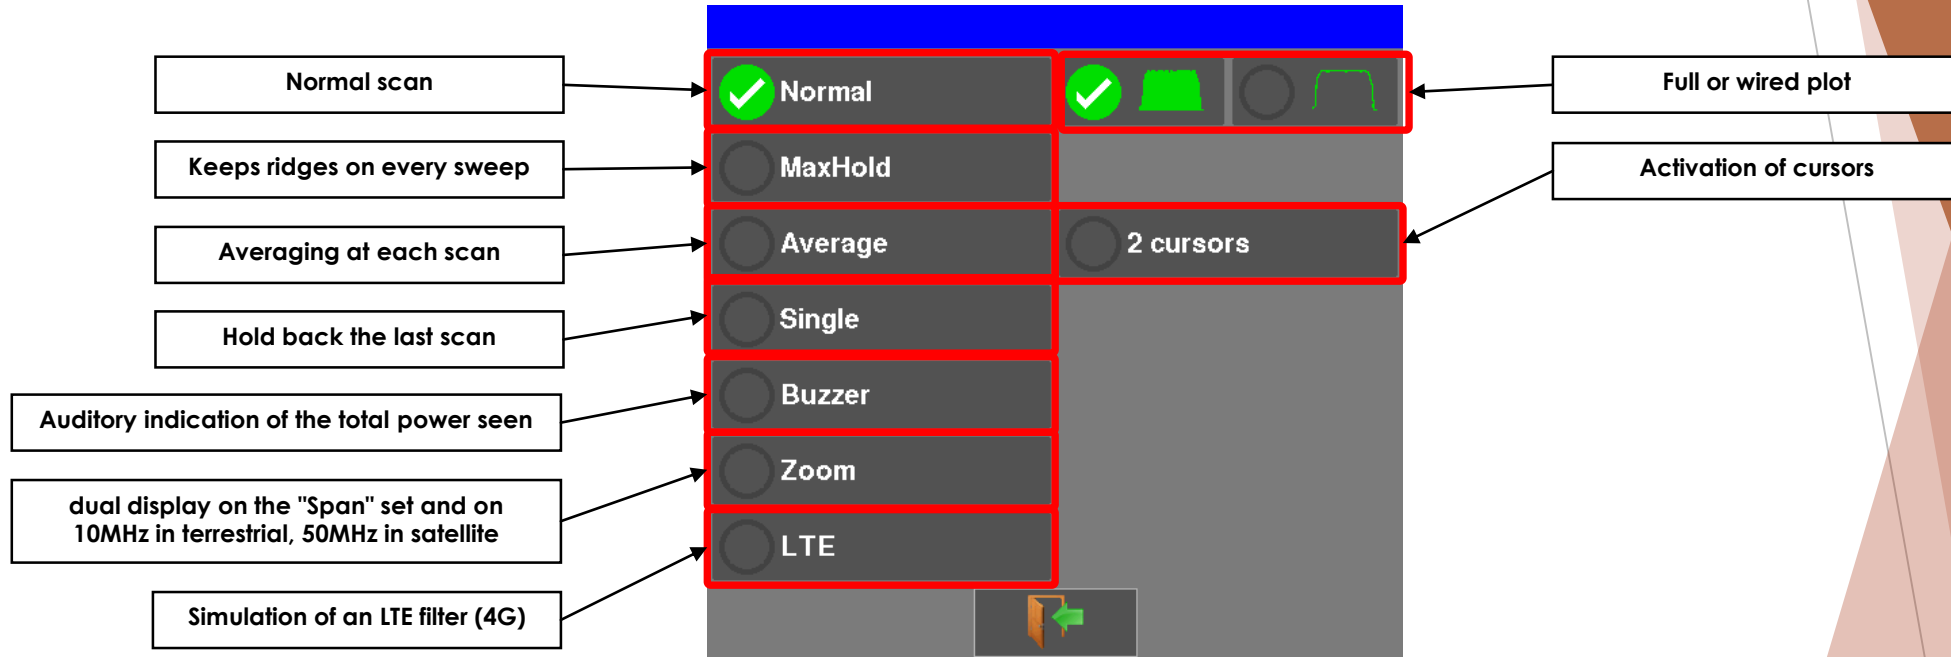 Normal scan
Keeps ridges on every sweep
Averaging at each scan
Hold back the last scan
Auditory indication of the total power seen
dual display on the "Span" set and on
10MHz in terrestrial, 50MHz in satellite
Simulation of an LTE filter (4G)
Normal
MaxHold
Average
2 cursors
Single
Buzzer
Zoom
LTE
Full or wired plot
Activation of cursors